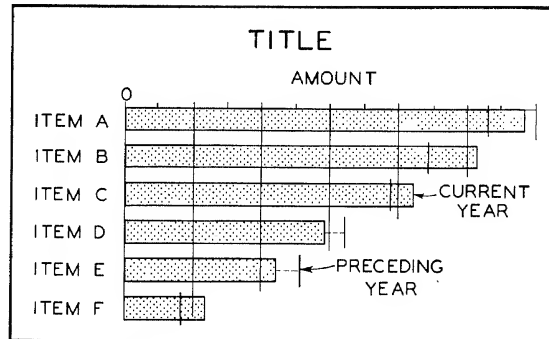 TITLE
AMOUNT
0
ITEM A
ITEM B
ITEM C
CURRENT
YEAR
ITEM D
ITEM E
PRECEDING
YEAR
ITEM F